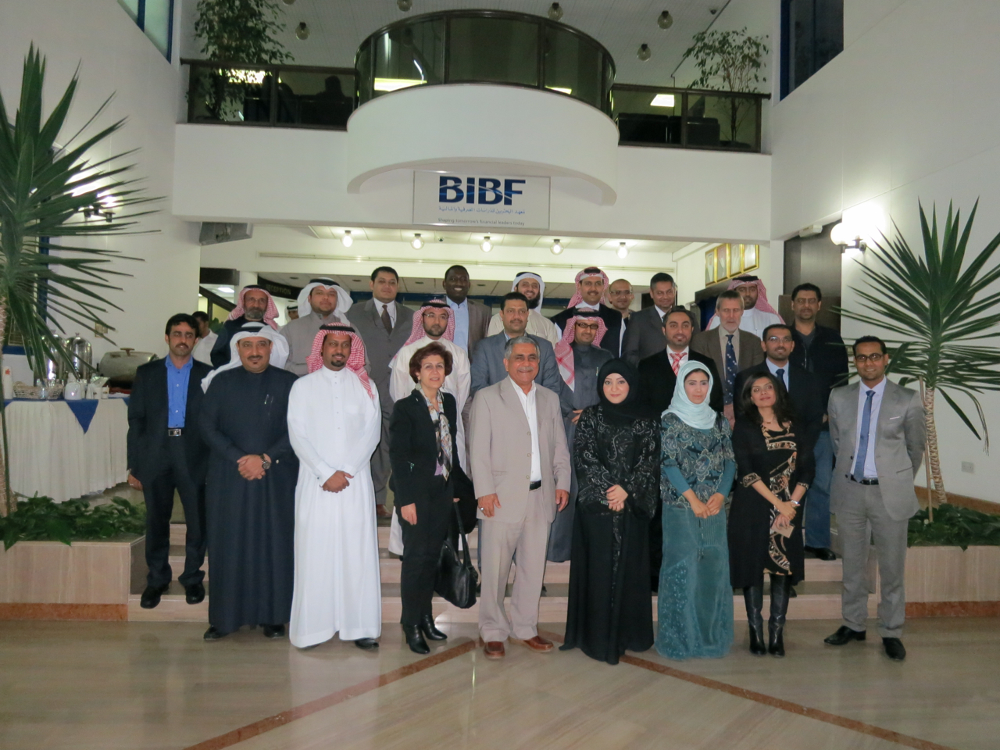 BIBF
معهد البحرين للدراسات المصرفية والمالية
Shaping tomorrow's financial leaders today